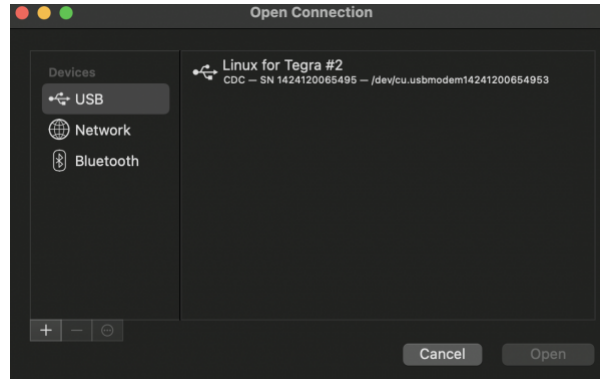 Open Connection
Devices
USB
Network
Bluetooth
Linux for Tegra #2
CDC — SN 1424120065495 — /dev/cu.usbmodem14241200654953
Cancel
Open